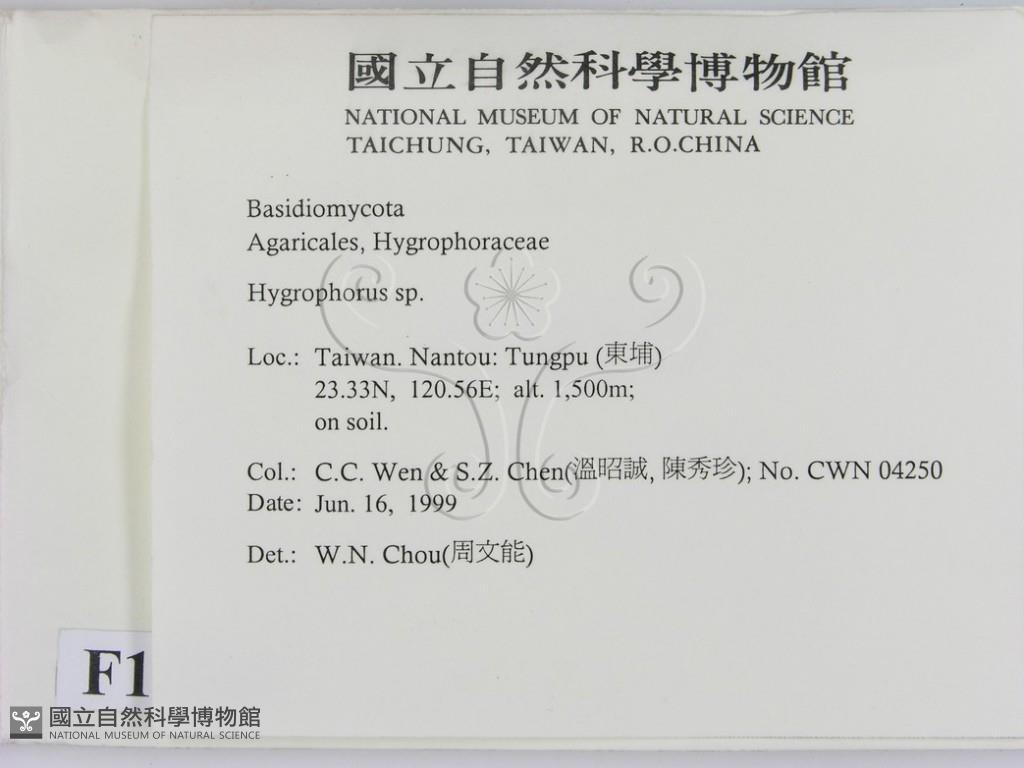 國立自然科學博物館
NATIONAL MUSEUM OF NATURAL SCIENCE
TAICHUNG, TAIWAN, R.O.CHINA
Basidiomycota
Agaricales, Hygrophoraceae
Hygrophorus sp.
Loc.: Taiwan. Nantou: Tungpu (東埔)
23.33N, 120.56E; alt. 1,500m;
on soil.
Col.: C.C. Wen & S.Z. Chen(溫昭誠, 陳秀珍); No. CWN 04250
Date: Jun. 16, 1999
Det.: W.N. Chou(周文能)
F1
國立自然科學博物館
NATIONAL MUSEUM OF NATURAL SCIENCE